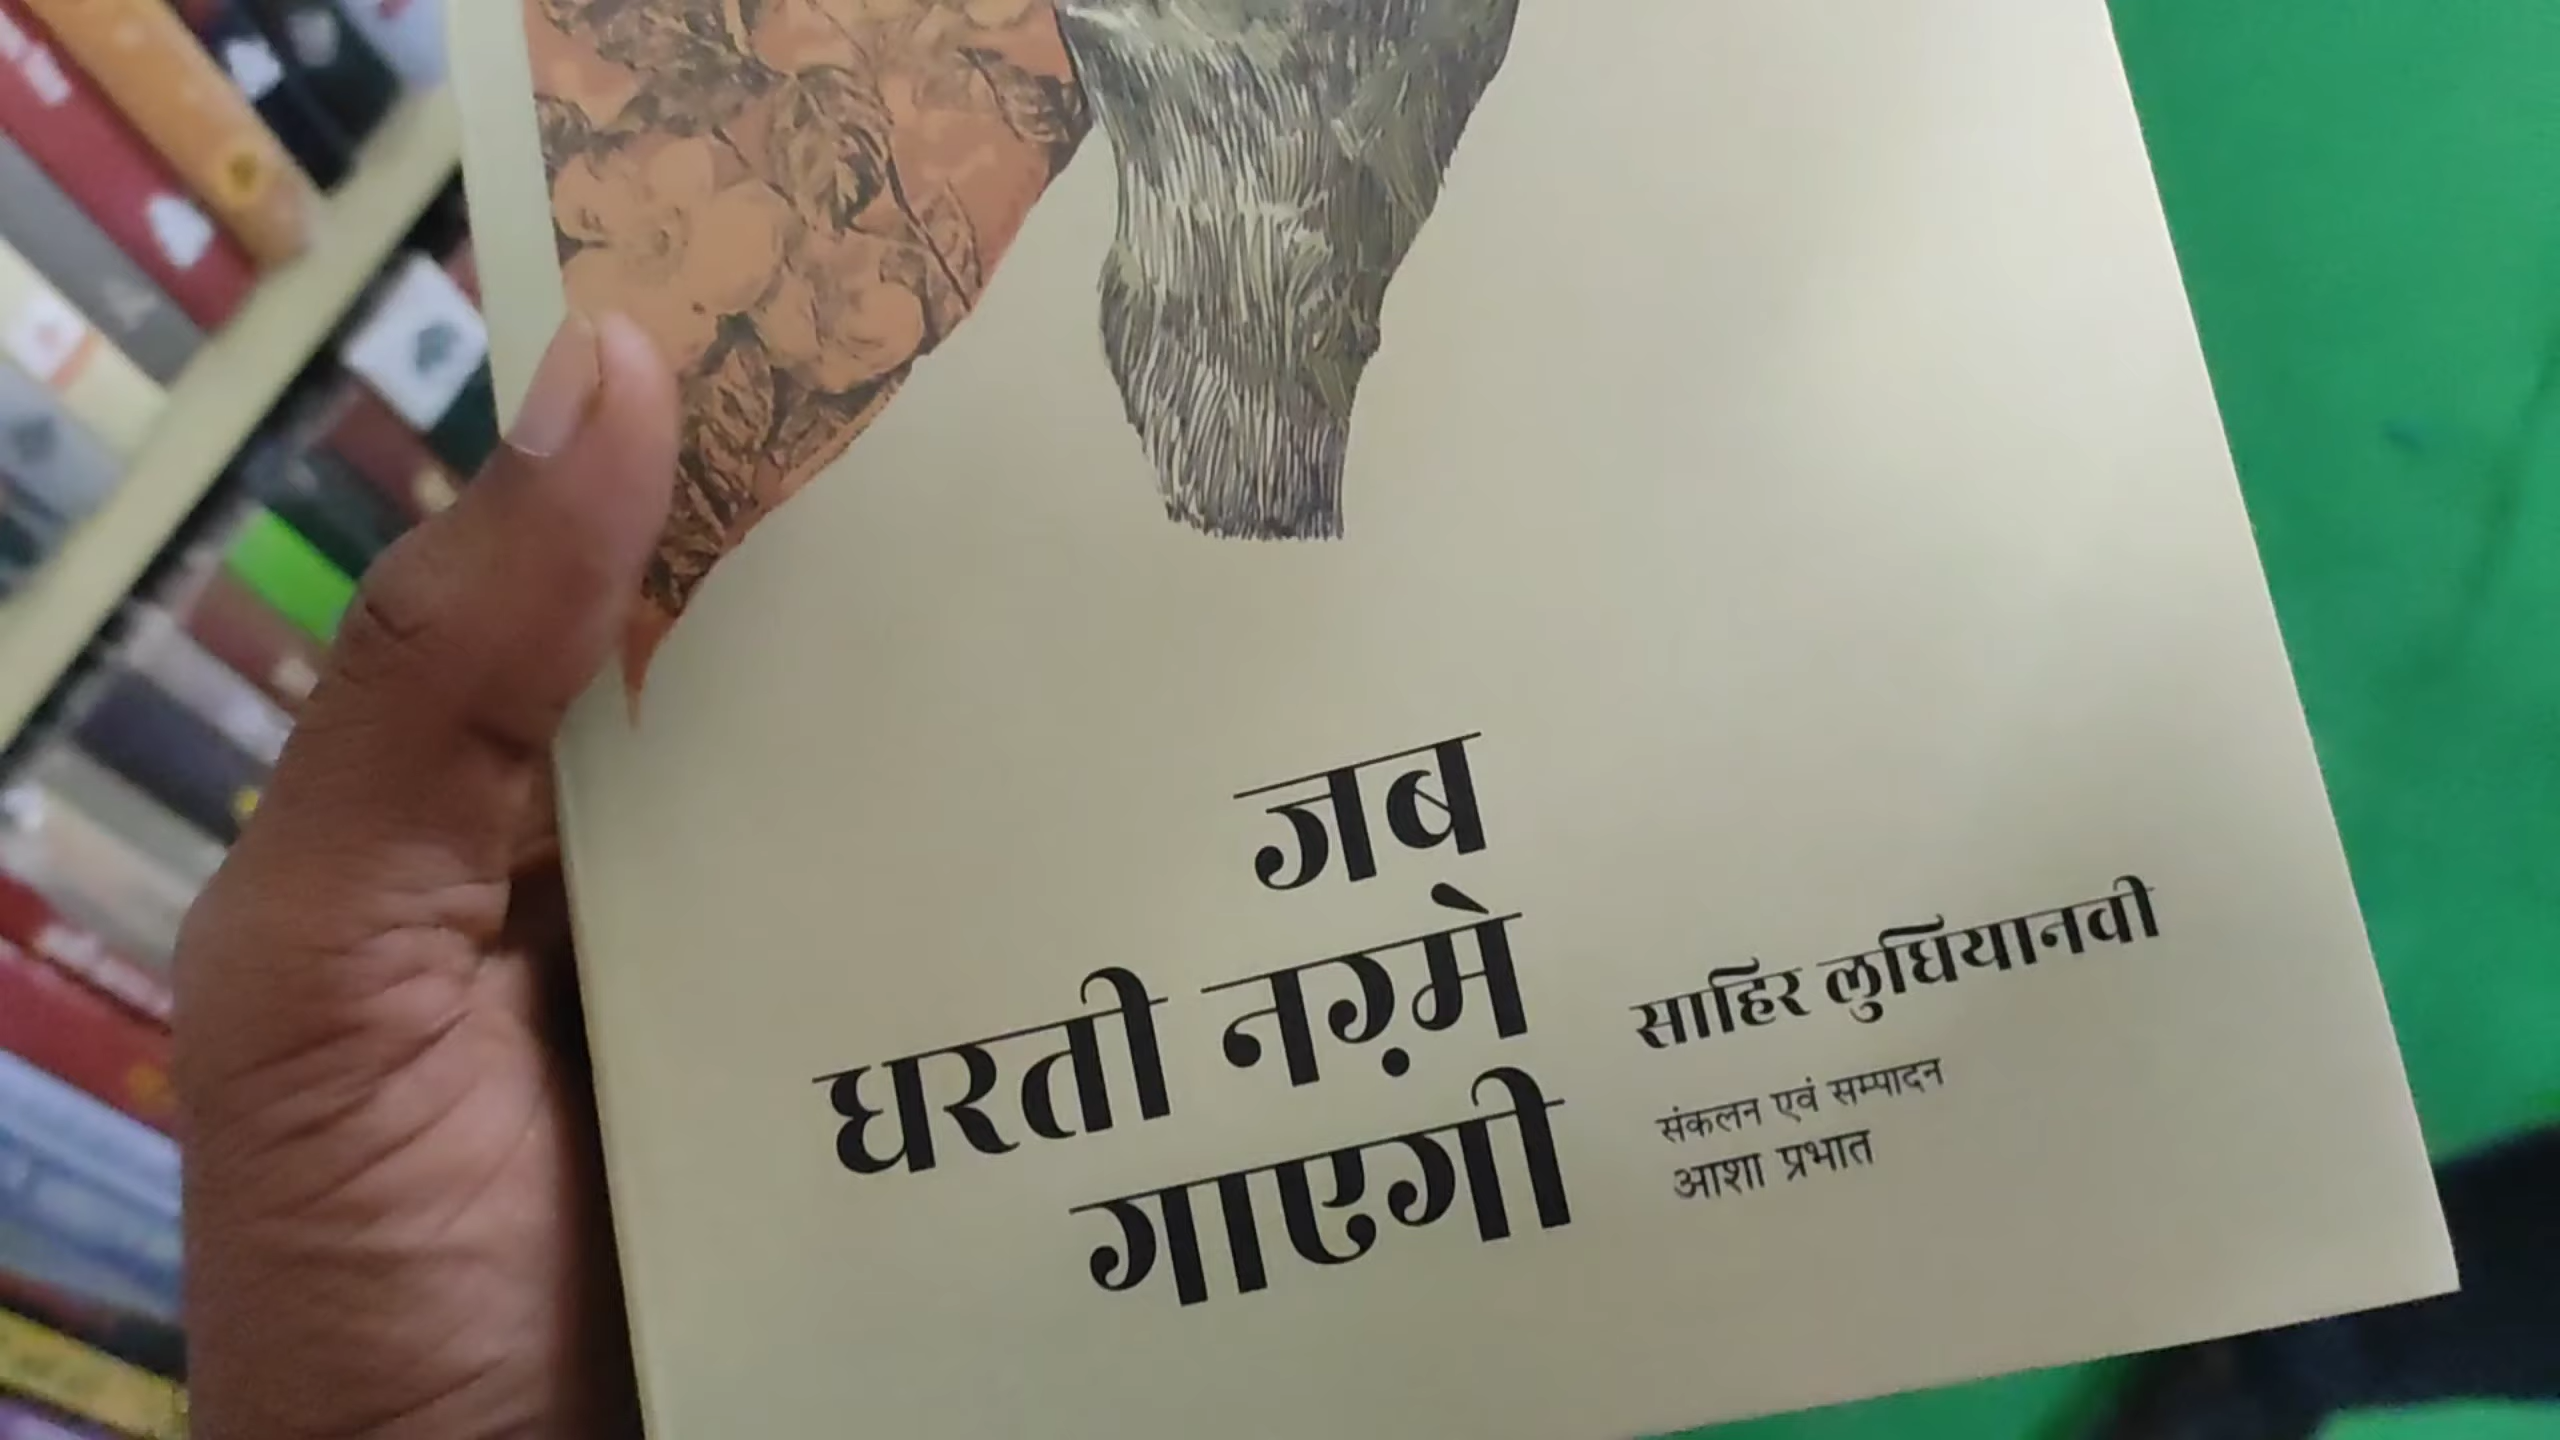 जब
धरती नग़्मे
गाएगी
साहिर लुधियानवी
संकलन एवं सम्पादन
आशा प्रभात